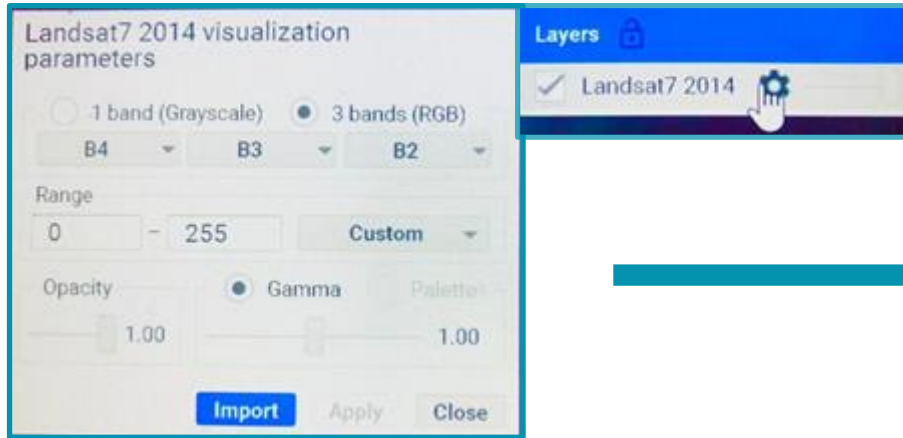 Landsat7 2014 visualization
parameters
1 band (Grayscale) 3 bands (RGB)
B4 B3 B2
Range
0 – 255 Custom
Opacity Gamma Palette
1.00 1.00
Import Apply Close
Layers
Landsat7 2014